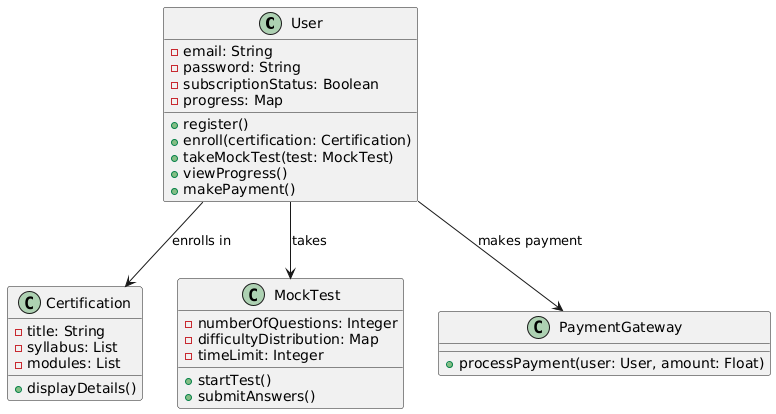 C User
email: String
password: String
subscriptionStatus: Boolean
progress: Map
register()
enroll(certification: Certification)
takeMockTest(test: MockTest)
viewProgress()
makePayment()
enrolls in
takes
makes payment
C Certification
title: String
syllabus: List
modules: List
displayDetails()
C MockTest
numberOfQuestions: Integer
difficultyDistribution: Map
timeLimit: Integer
startTest()
submitAnswers()
C PaymentGateway
processPayment(user: User, amount: Float)